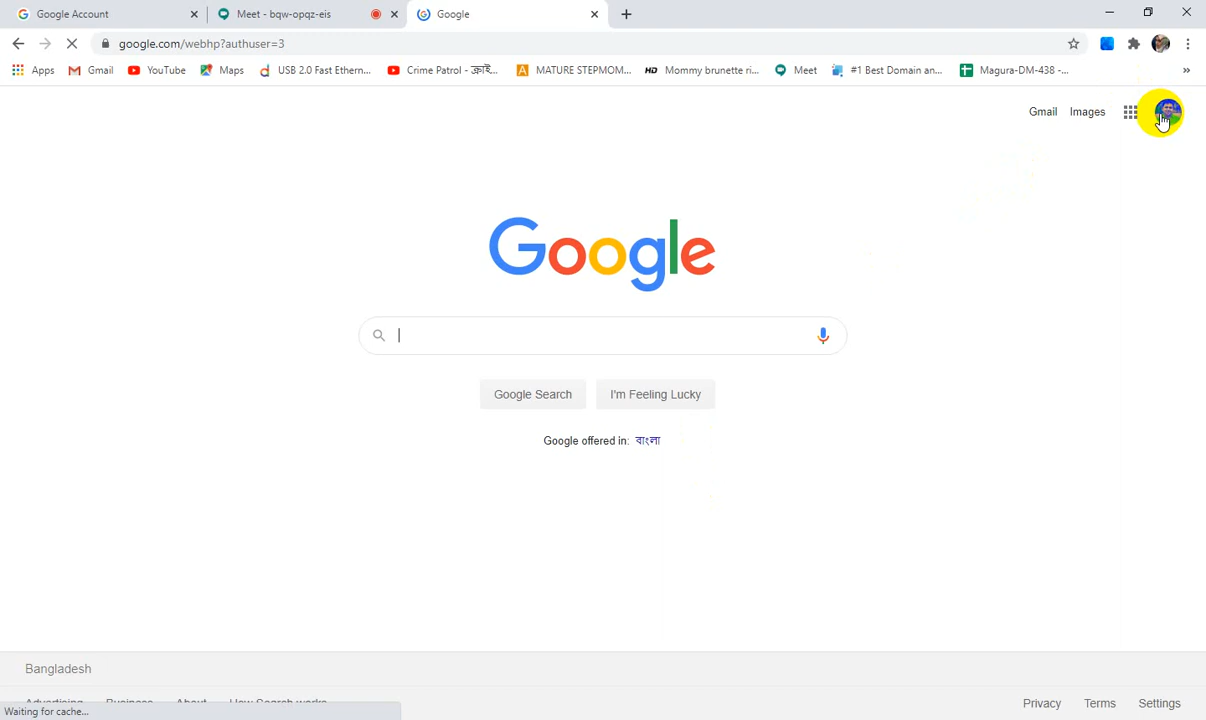 Google Account
Meet - bqw-opqz-eis
Google
google.com/webhp?authuser=3
Apps
Gmail
YouTube
Maps
USB 2.0 Fast Ethern...
Crime Patrol - ক্রাই...
MATURE STEPMOM...
Mommy brunette ri...
Meet
#1 Best Domain an...
Magura-DM-438 -...
»
Gmail
Images
Google
Google Search
I'm Feeling Lucky
Google offered in: বাংলা
Bangladesh
Advertising
Business
About
How Search works
Privacy
Terms
Settings
Waiting for cache...